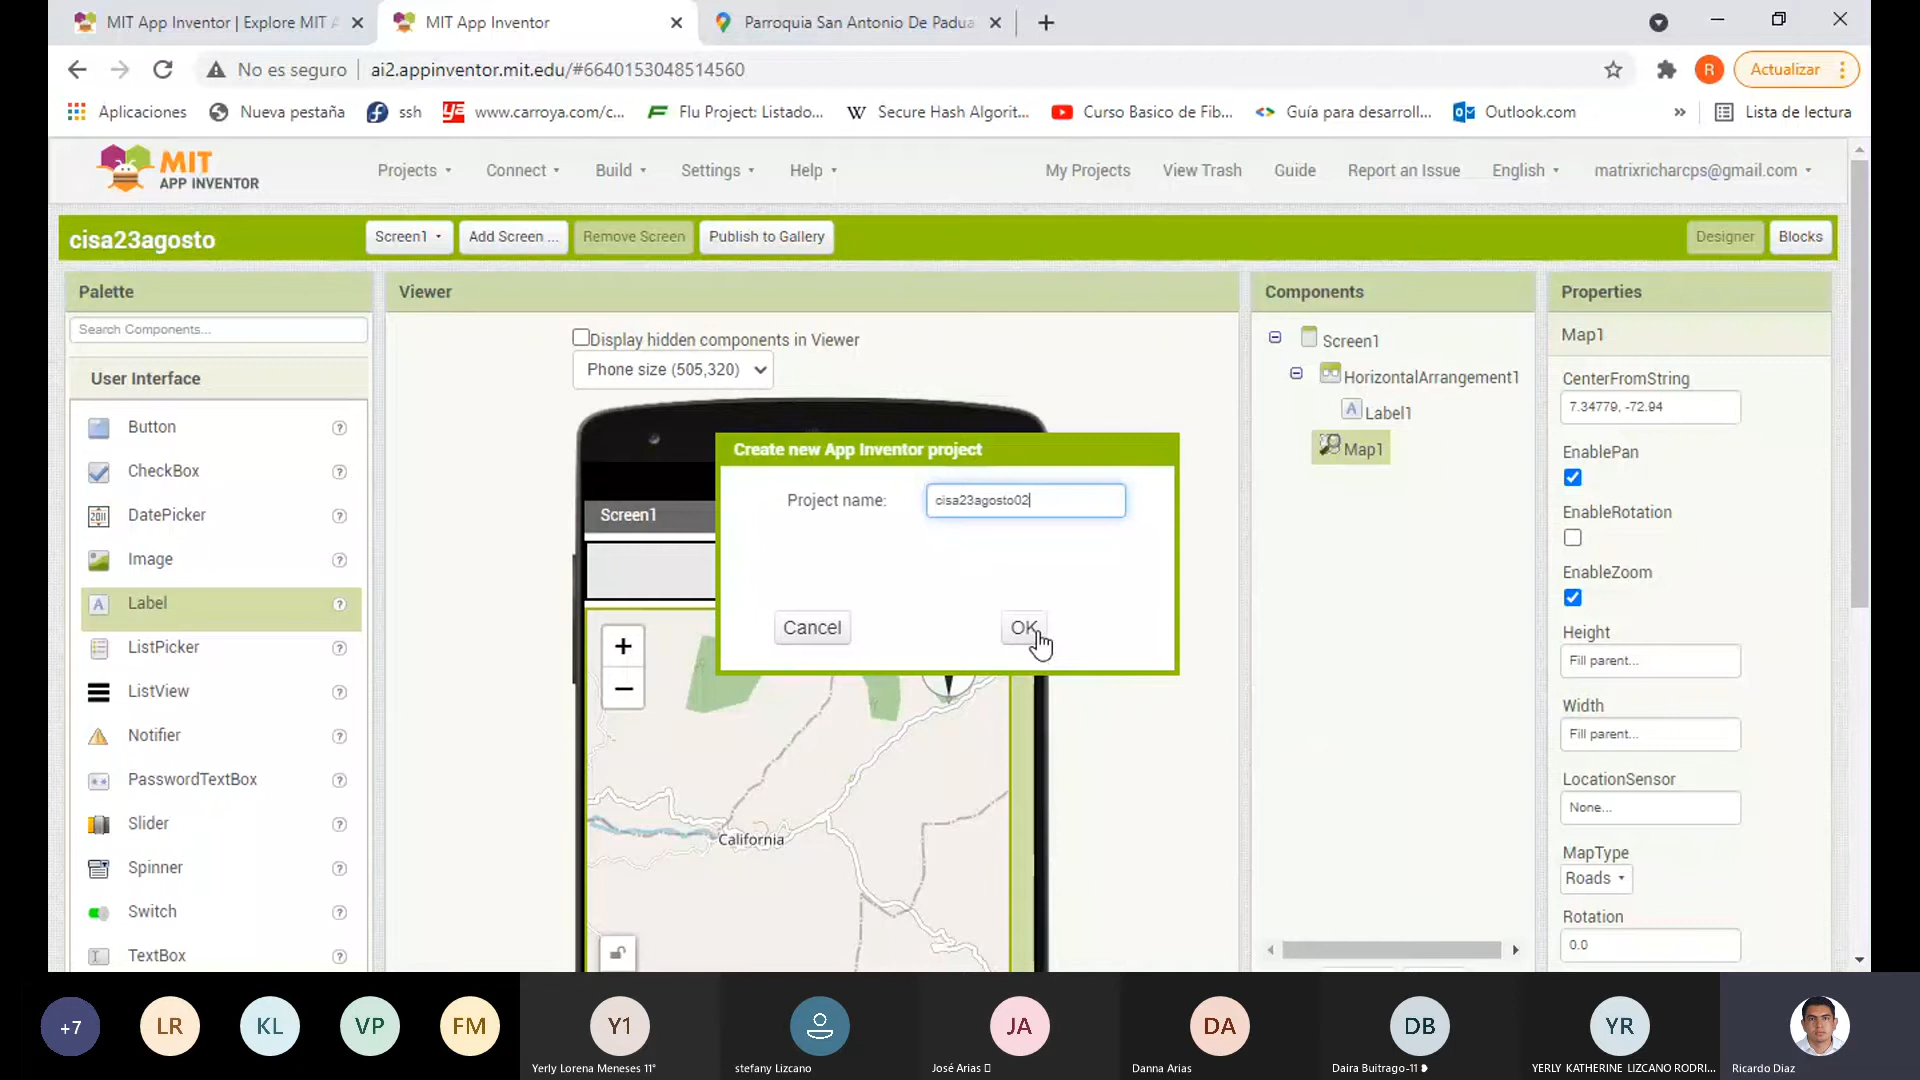 MIT App Inventor | Explore MIT A
MIT App Inventor
Parroquia San Antonio De Padua
No es seguro
ai2.appinventor.mit.edu/#6640153048514560
R
Actualizar
Aplicaciones
Nueva pestaña
ssh
www.carroya.com/c...
Flu Project: Listado...
Secure Hash Algorit...
Curso Basico de Fib...
Guía para desarroll...
Outlook.com
»
Lista de lectura
MIT
APP INVENTOR
Projects
Connect
Build
Settings
Help
My Projects
View Trash
Guide
Report an Issue
English
matrixricharcps@gmail.com
cisa23agosto
Screen1
Add Screen ...
Remove Screen
Publish to Gallery
Designer
Blocks
Palette
Search Components...
User Interface
Button
CheckBox
DatePicker
Image
Label
ListPicker
ListView
Notifier
PasswordTextBox
Slider
Spinner
Switch
TextBox
Viewer
Display hidden components in Viewer
Phone size (505,320)
Screen1
Create new App Inventor project
Project name:
cisa23agosto02
Cancel
OK
+
−
California
Components
Screen1
HorizontalArrangement1
Label1
Map1
Properties
Map1
CenterFromString
7.34779, -72.94
EnablePan
EnableRotation
EnableZoom
Height
Fill parent...
Width
Fill parent...
LocationSensor
None...
MapType
Roads
Rotation
0.0
+7
LR
KL
VP
FM
Y1
Yerly Lorena Meneses 11°
stefany Lizcano
JA
José Arias
DA
Danna Arias
DB
Daira Buitrago-11
YR
YERLY KATHERINE LIZCANO RODRI...
Ricardo Diaz